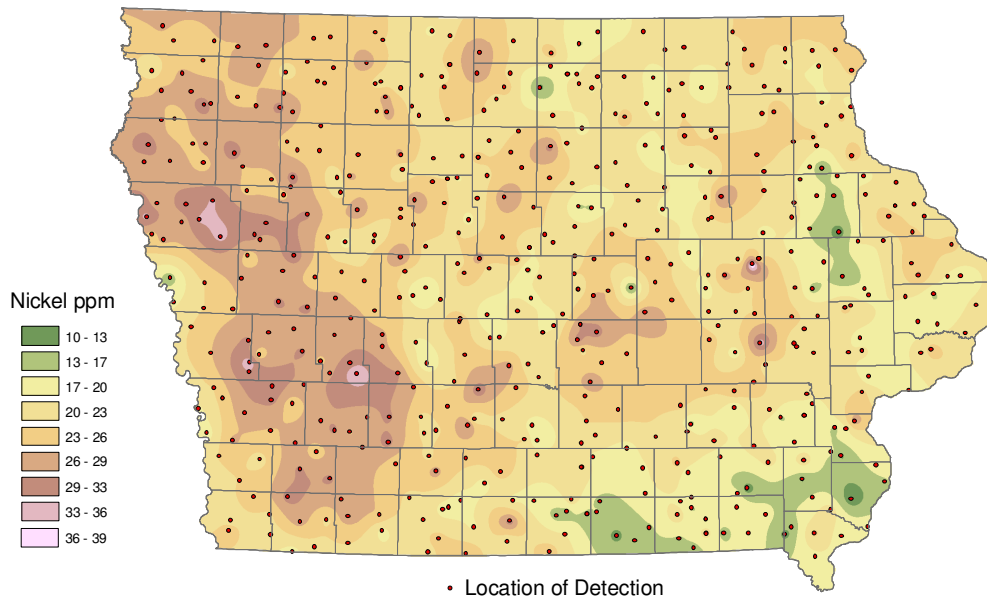 Nickel ppm
10 - 13
13 - 17
17 - 20
20 - 23
23 - 26
26 - 29
29 - 33
33 - 36
36 - 39
Location of Detection